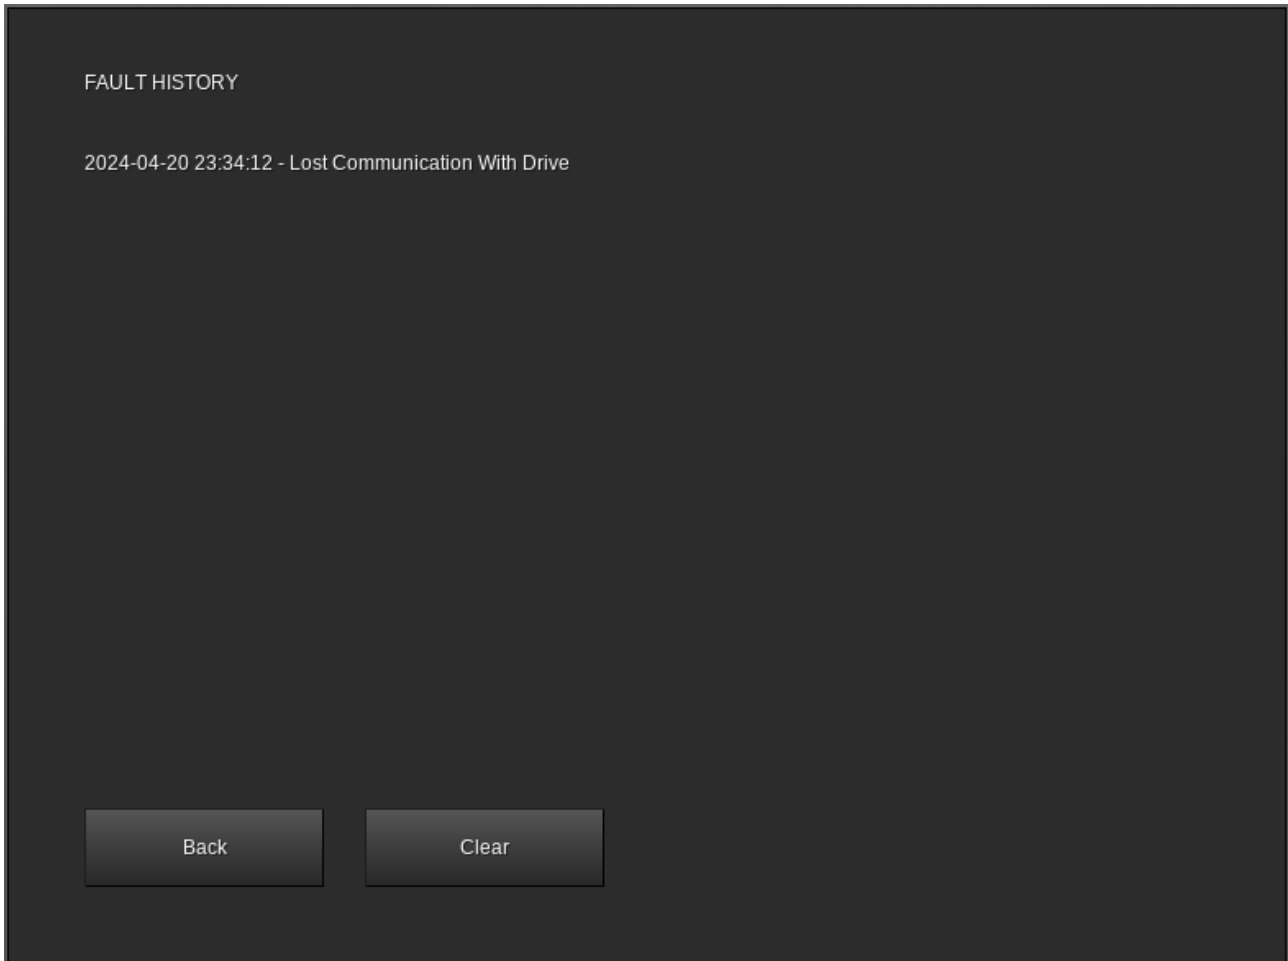 FAULT HISTORY
2024-04-20 23:34:12 - Lost Communication With Drive
Back
Clear